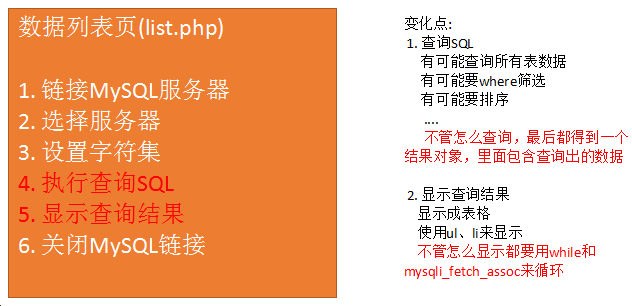 数据列表页(list.php)
1. 链接MySQL服务器
2. 选择服务器
3. 设置字符集
4. 执行查询SQL
5. 显示查询结果
6. 关闭MySQL链接
变化点:
1. 查询SQL
有可能查询所有表数据
有可能要where筛选
有可能要排序
....
不管怎么查询，最后都得到一个
结果对象，里面包含查询出的数据
2. 显示查询结果
显示成表格
使用ul、li来显示
不管怎么显示都要用while和
mysqli_fetch_assoc来循环